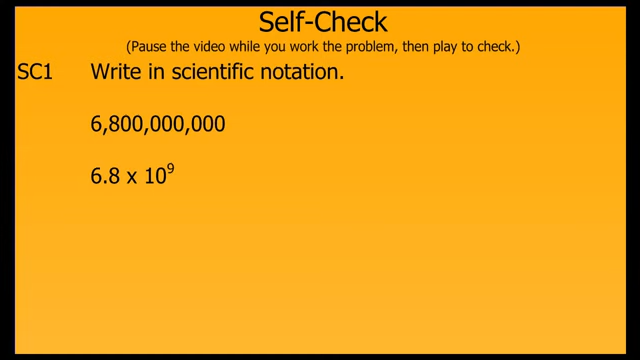 Self-Check
(Pause the video while you work the problem, then play to check.)
SC1 Write in scientific notation.
6,800,000,000
6.8 x 10⁹